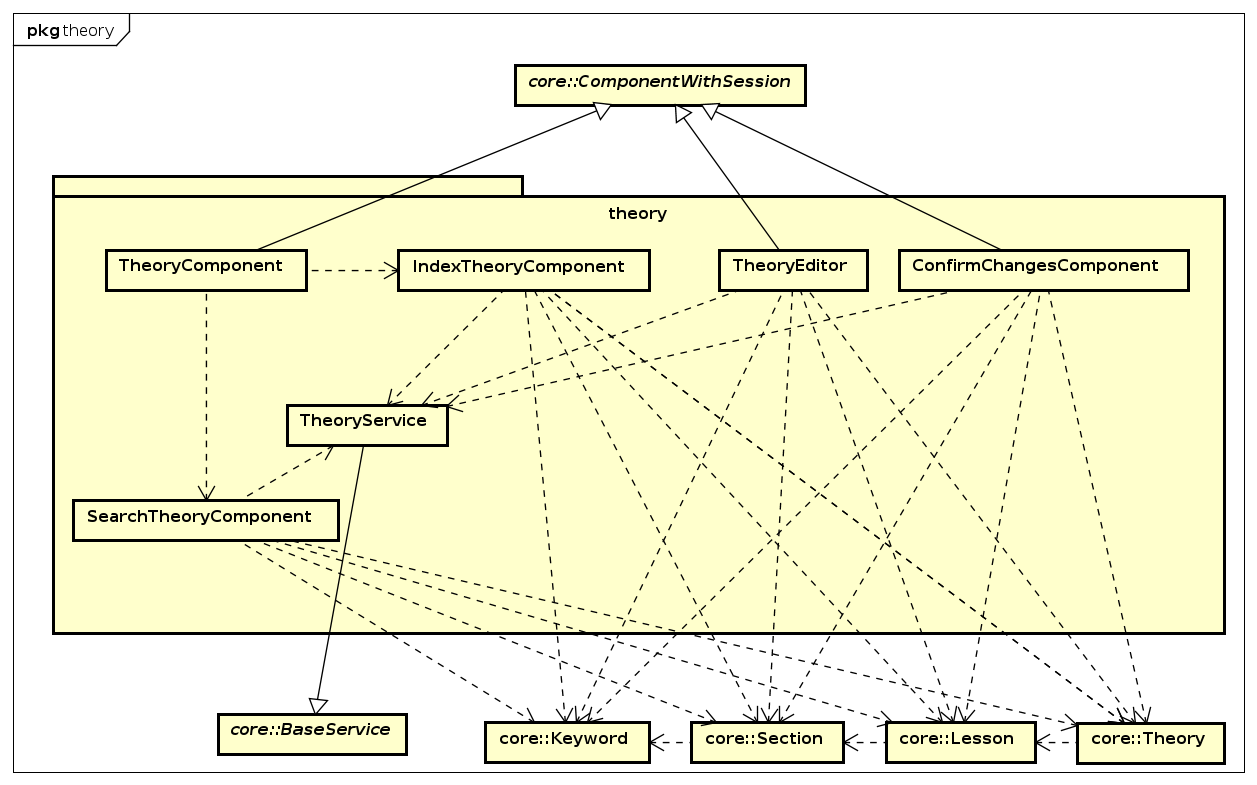 pkg theory
core::ComponentWithSession
theory
TheoryComponent
IndexTheoryComponent
TheoryEditor
ConfirmChangesComponent
TheoryService
SearchTheoryComponent
core::BaseService
core::Keyword
core::Section
core::Lesson
core::Theory